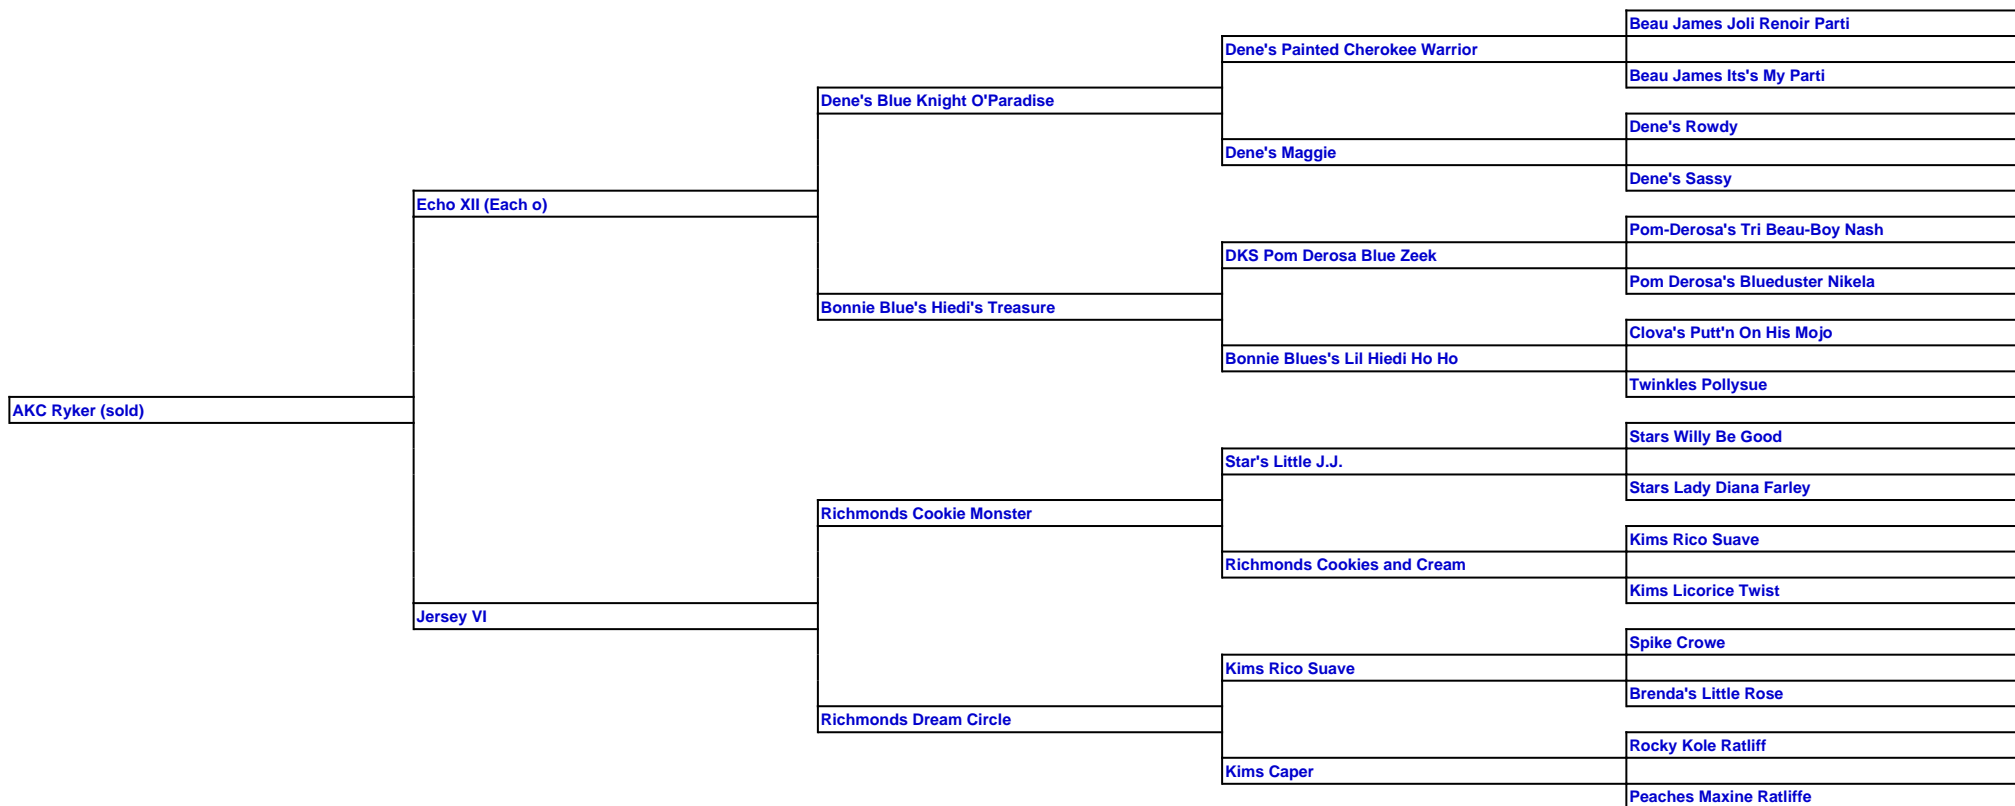 Beau James Joli Renoir Parti
Dene's Painted Cherokee Warrior
Beau James Its's My Parti
Dene's Blue Knight O'Paradise
Dene's Rowdy
Dene's Maggie
Dene's Sassy
Echo XII (Each o)
Pom-Derosa's Tri Beau-Boy Nash
DKS Pom Derosa Blue Zeek
Pom Derosa's Blueduster Nikela
Bonnie Blue's Hiedi's Treasure
Clova's Putt'n On His Mojo
Bonnie Blues's Lil Hiedi Ho Ho
Twinkles Pollysue
AKC Ryker (sold)
Stars Willy Be Good
Star's Little J.J.
Stars Lady Diana Farley
Richmonds Cookie Monster
Kims Rico Suave
Richmonds Cookies and Cream
Kims Licorice Twist
Jersey VI
Spike Crowe
Kims Rico Suave
Brenda's Little Rose
Richmonds Dream Circle
Rocky Kole Ratliff
Kims Caper
Peaches Maxine Ratliffe